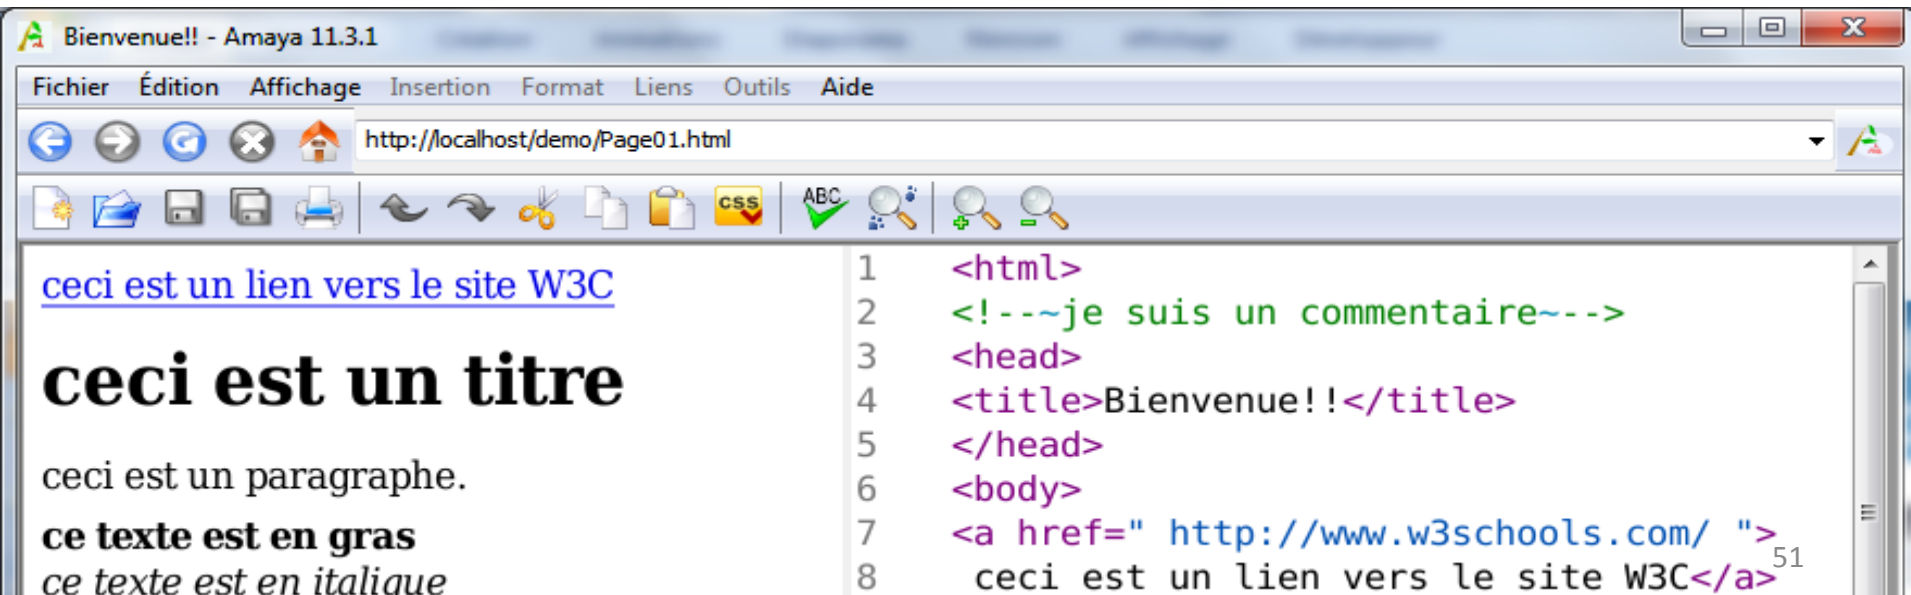 Bienvenue!! - Amaya 11.3.1
Fichier Édition Affichage Insertion Format Liens Outils Aide
http://localhost/demo/Page01.html
ABC
css
ceci est un lien vers le site W3C
ceci est un titre
ceci est un paragraphe.
ce texte est en gras
ce texte est en italique
1 <html>
2 <!--~je suis un commentaire~-->
3 <head>
4 <title>Bienvenue!!</title>
5 </head>
6 <body>
7 <a href=" http://www.w3schools.com/ ">
8 ceci est un lien vers le site W3C</a>
51